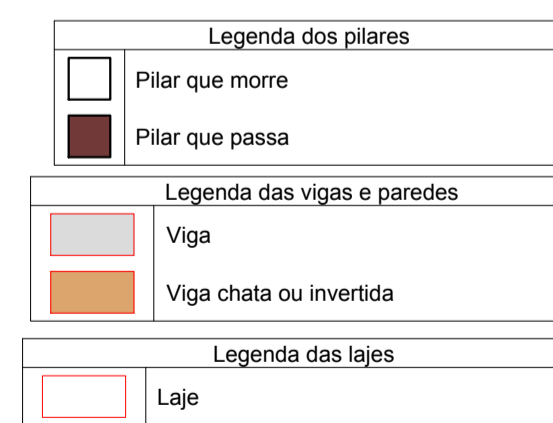 Legenda dos pilares
Pilar que morre
Pilar que passa
Legenda das vigas e paredes
Viga
Viga chata ou invertida
Legenda das lajes
Laje